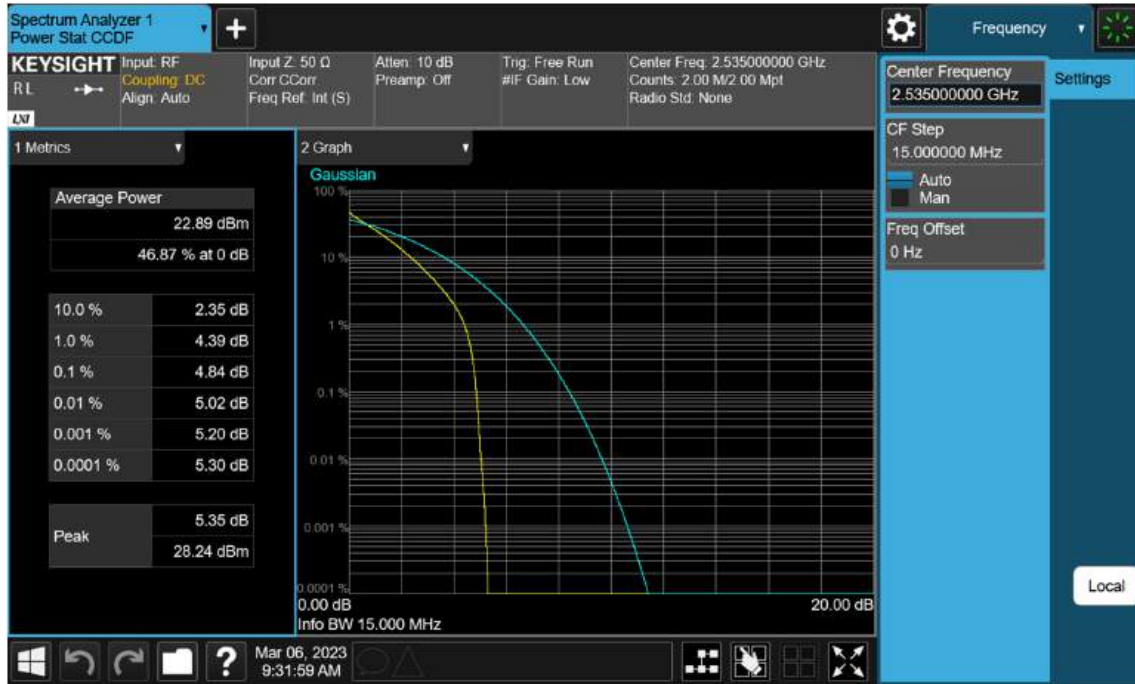 Spectrum Analyzer 1
Power Stat CCDF
Frequency
KEYSIGHT
RL
LXI
Input: RF
Coupling: DC
Align: Auto
Input Z: 50 Ω
Corr CCorr
Freq Ref: Int (S)
Atten: 10 dB
Preamp: Off
Trig: Free Run
#IF Gain: Low
Center Freq: 2.535000000 GHz
Counts: 2.00 M/2.00 Mpt
Radio Std: None
Center Frequency
2.535000000 GHz
Settings
CF Step
15.000000 MHz
Auto
Man
Freq Offset
0 Hz
1 Metrics
Average Power
22.89 dBm
46.87 % at 0 dB
10.0 % 2.35 dB
1.0 % 4.39 dB
0.1 % 4.84 dB
0.01 % 5.02 dB
0.001 % 5.20 dB
0.0001 % 5.30 dB
Peak
5.35 dB
28.24 dBm
2 Graph
Gaussian
100 %
10 %
1 %
0.1 %
0.01 %
0.001 %
0.0001 %
0.00 dB 20.00 dB
Info BW 15.000 MHz
Local
?
Mar 06, 2023
9:31:59 AM